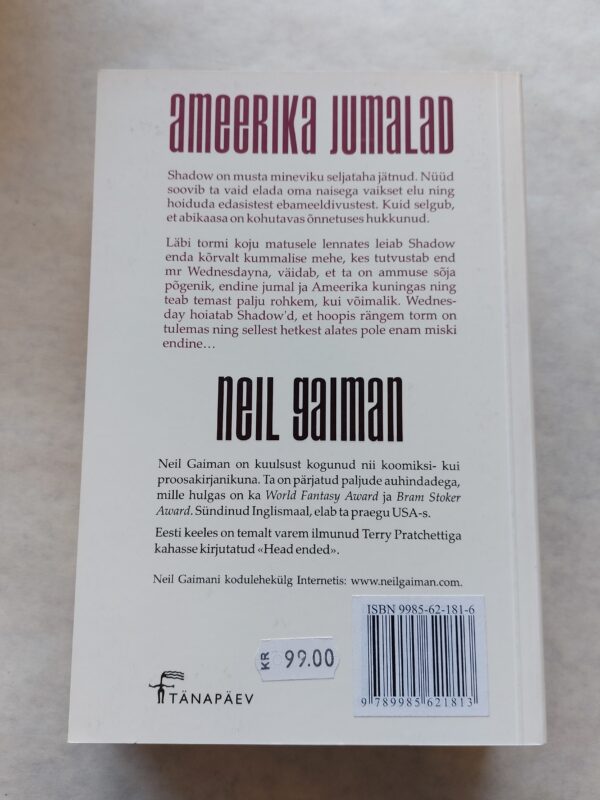 AMEERIKA JUMALAD
Shadow on musta mineviku seljataha jätnud. Nüüd
soovib ta vaid elada oma naisega vaikset elu ning
hoiduda edasistest ebameeldivustest. Kuid selgub,
et abikaasa on kohutavas õnnetuses hukkunud.
Läbi tormi koju matusele lennates leiab Shadow
enda kõrvalt kummalise mehe, kes tutvustab end
mr Wednesdayna, väidab, et ta on ammuse sõja
põgenik, endine jumal ja Ameerika kuningas ning
teab temast palju rohkem, kui võimalik. Wednes-
day hoiatab Shadow'd, et hoopis rängem torm on
tulemas ning sellest hetkest alates pole enam miski
endine…
neil gaiman
Neil Gaiman on kuulsust kogunud nii koomiksi- kui
proosakirjanikuna. Ta on pärjatud paljude auhindadega,
mille hulgas on ka World Fantasy Award ja Bram Stoker
Award. Sündinud Inglismaal, elab ta praegu USA-s.
Eesti keeles on temalt varem ilmunud Terry Pratchettiga
kahasse kirjutatud «Head ended».
Neil Gaimani kodulehekülg Internetis: www.neilgaiman.com.
ISBN 9985-62-181-6
9 789985 621813
KR 99.00
TÄNAPÄEV